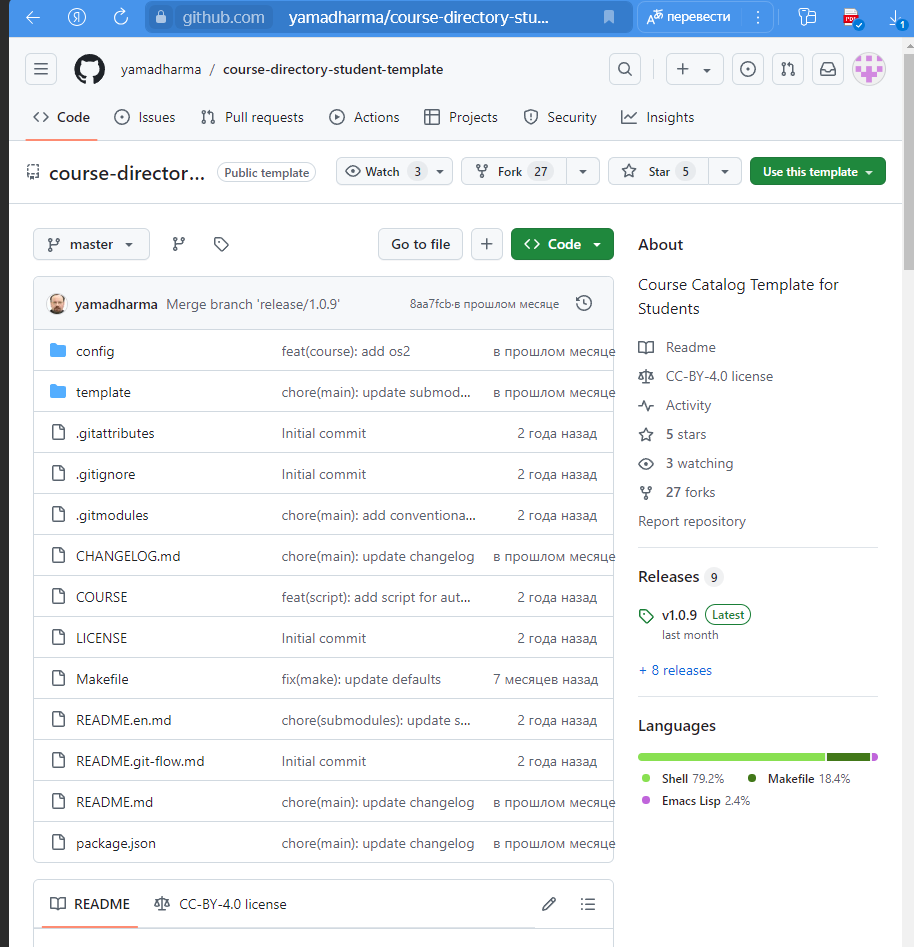 Я github.com yamadharma/course-directory-stu... Aあ перевести PDF 1
yamadharma / course-directory-student-template
Code Issues Pull requests Actions Projects Security Insights
course-director... Public template Watch 3 Fork 27 Star 5 Use this template
master Go to file Code
yamadharma Merge branch 'release/1.0.9' 8aa7fcb·в прошлом месяце
config feat(course): add os2 в прошлом месяце
template chore(main): update submod... в прошлом месяце
.gitattributes Initial commit 2 года назад
.gitignore Initial commit 2 года назад
.gitmodules chore(main): add conventiona... 2 года назад
CHANGELOG.md chore(main): update changelog в прошлом месяце
COURSE feat(script): add script for aut... 2 года назад
LICENSE Initial commit 2 года назад
Makefile fix(make): update defaults 7 месяцев назад
README.en.md chore(submodules): update s... 2 года назад
README.git-flow.md Initial commit 2 года назад
README.md chore(main): update changelog в прошлом месяце
package.json chore(main): update changelog в прошлом месяце
README CC-BY-4.0 license
About
Course Catalog Template for
Students
Readme
CC-BY-4.0 license
Activity
5 stars
3 watching
27 forks
Report repository
Releases 9
v1.0.9 Latest
last month
+ 8 releases
Languages
Shell 79.2% Makefile 18.4%
Emacs Lisp 2.4%